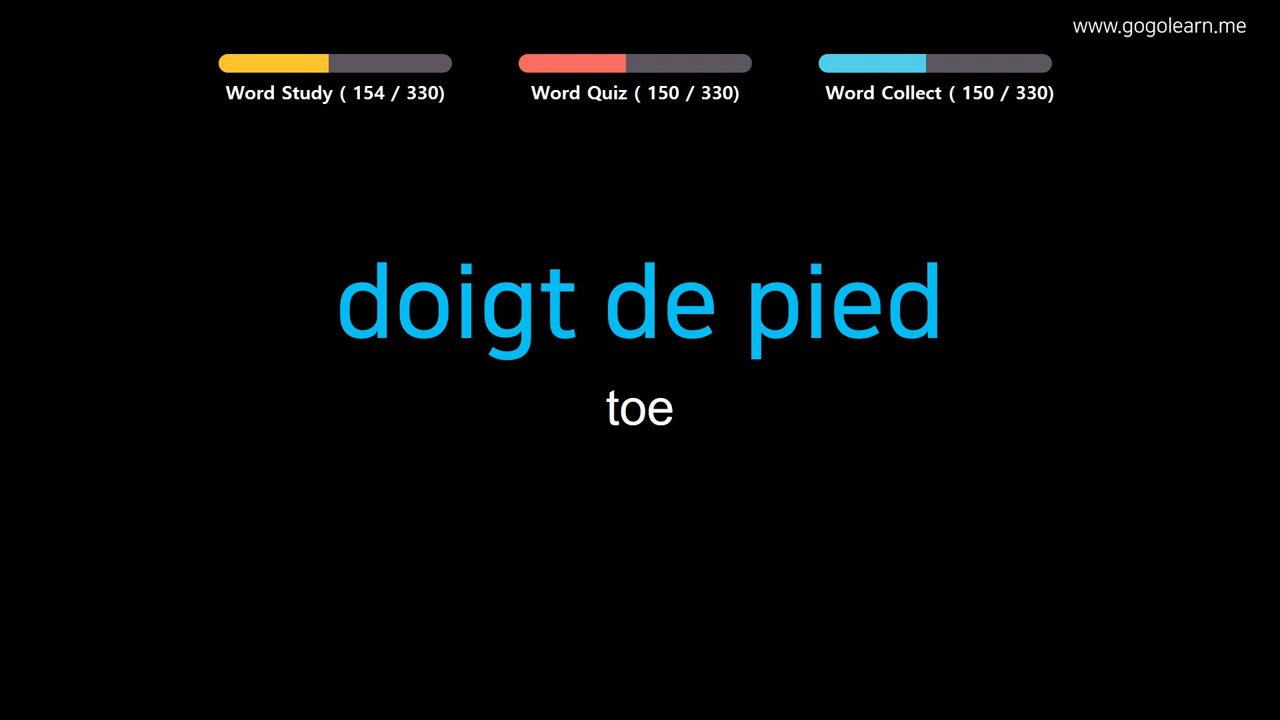 www.gogolearn.me
Word Study ( 154 / 330)
Word Quiz ( 150 / 330)
Word Collect ( 150 / 330)
doigt de pied
toe